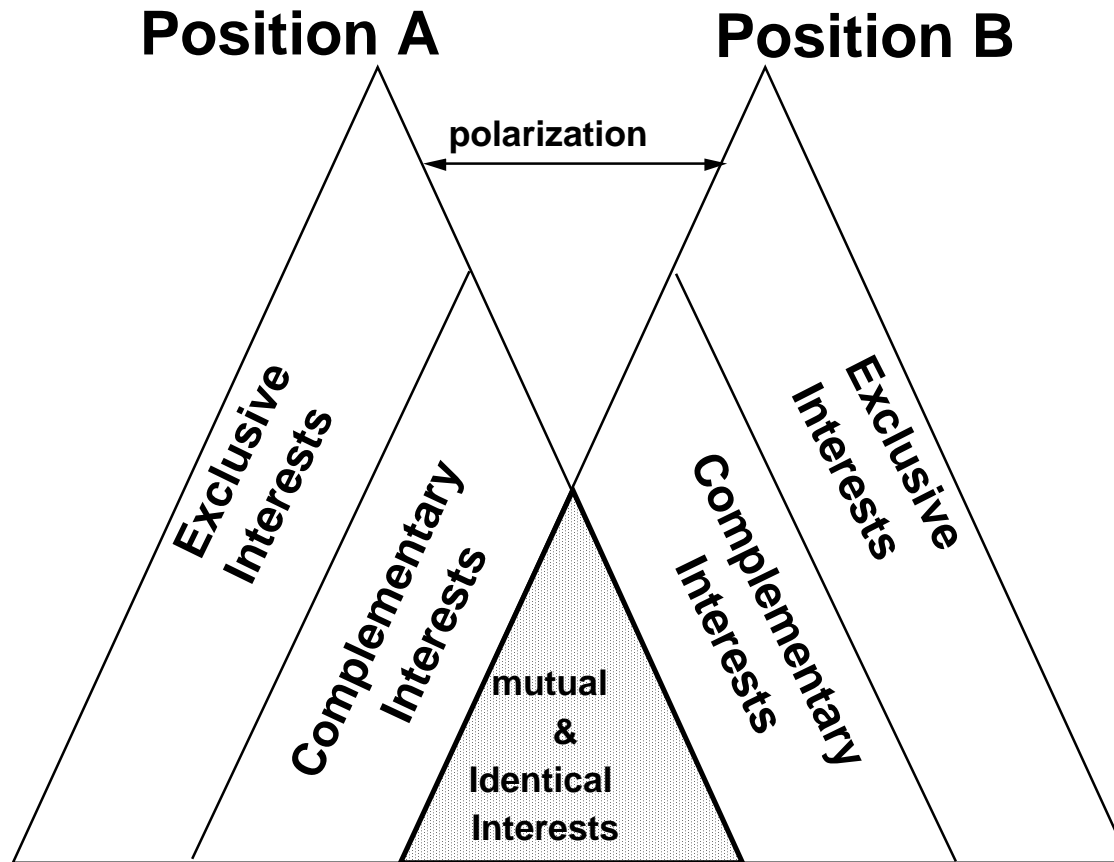 Position A
Position B
polarization
Exclusive
Interests
Complementary
Interests
mutual
&
Identical
Interests
Complementary
Interests
Exclusive
Interests